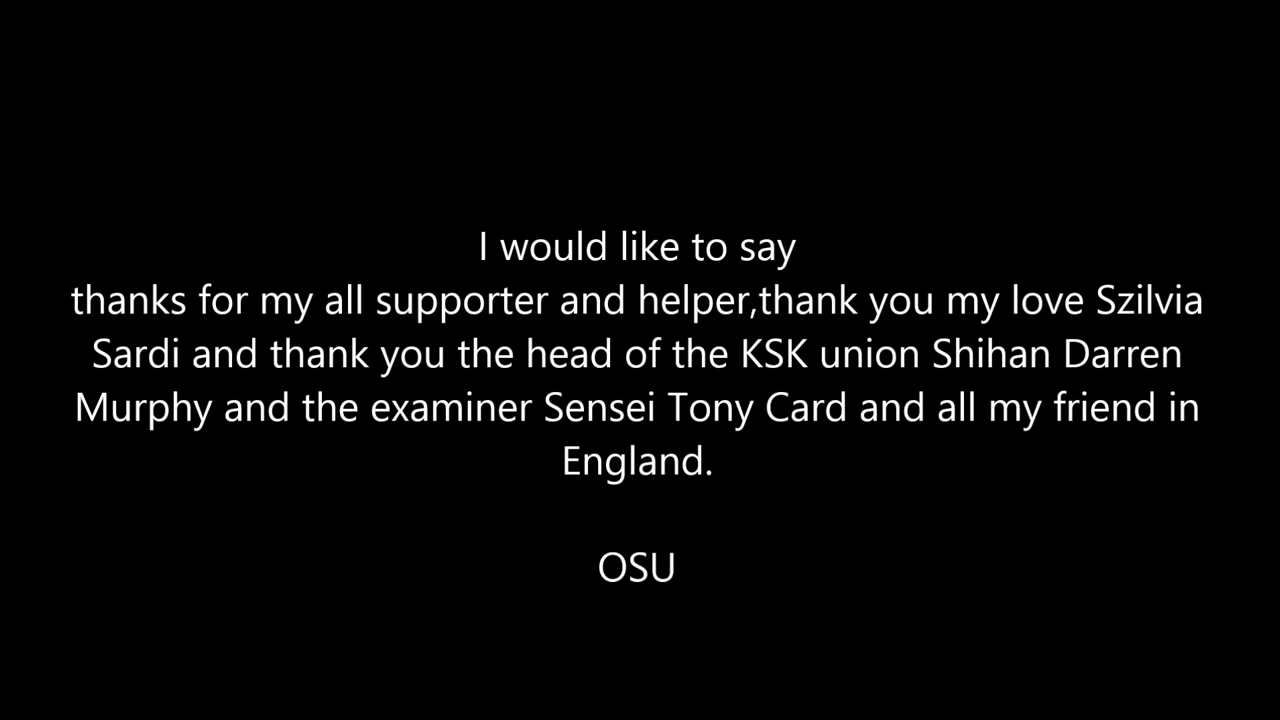 I would like to say
thanks for my all supporter and helper,thank you my love Szilvia
Sardi and thank you the head of the KSK union Shihan Darren
Murphy and the examiner Sensei Tony Card and all my friend in
England.
OSU